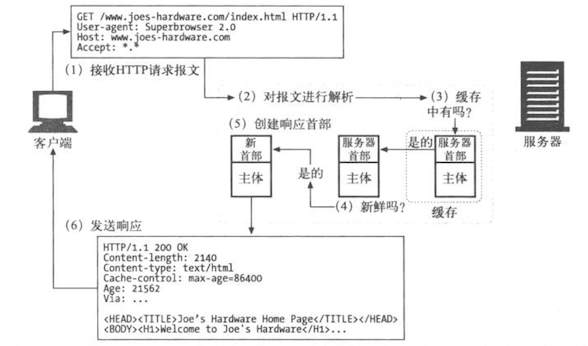 GET /www.joes-hardware.com/index.html HTTP/1.1
User-agent: Superbrowser 2.0
Host: www.joes-hardware.com
Accept: *.*
(1) 接收HTTP请求报文
(2) 对报文进行解析
(3) 缓存
中有吗?
(5) 创建响应首部
客户端
新
首部
主体
是的
服务器
首部
主体
是的
服务器
首部
主体
服务器
(4) 新鲜吗?
缓存
(6) 发送响应
HTTP/1.1 200 OK
Content-length: 2140
Content-type: text/html
Cache-control: max-age=86400
Age: 21562
Via: ...
<HEAD><TITLE>Joe's Hardware Home Page</TITLE></HEAD>
<BODY><H1>Welcome to Joe's Hardware</H1>...